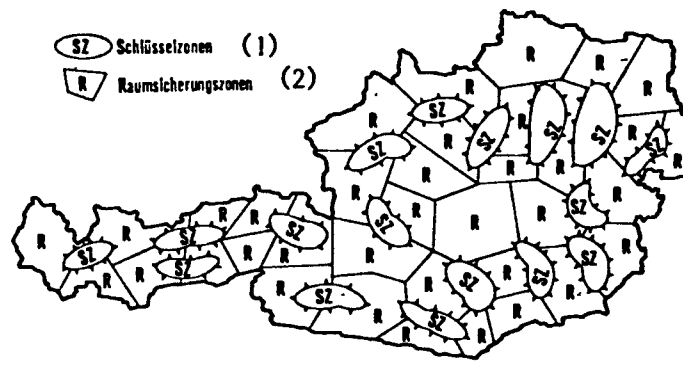 SZ Schlüsselzonen (1)
R Raumsicherungszonen (2)
R R R
R
R SZ R SZ SZ R
SZ SZ
SZ R
R R
R
R R
R SZ
R R SZ R R
R R SZ SZ
R R SZ R R
SZ R R SZ
SZ R R
R R SZ SZ
R SZ R
R R
R SZ
R R